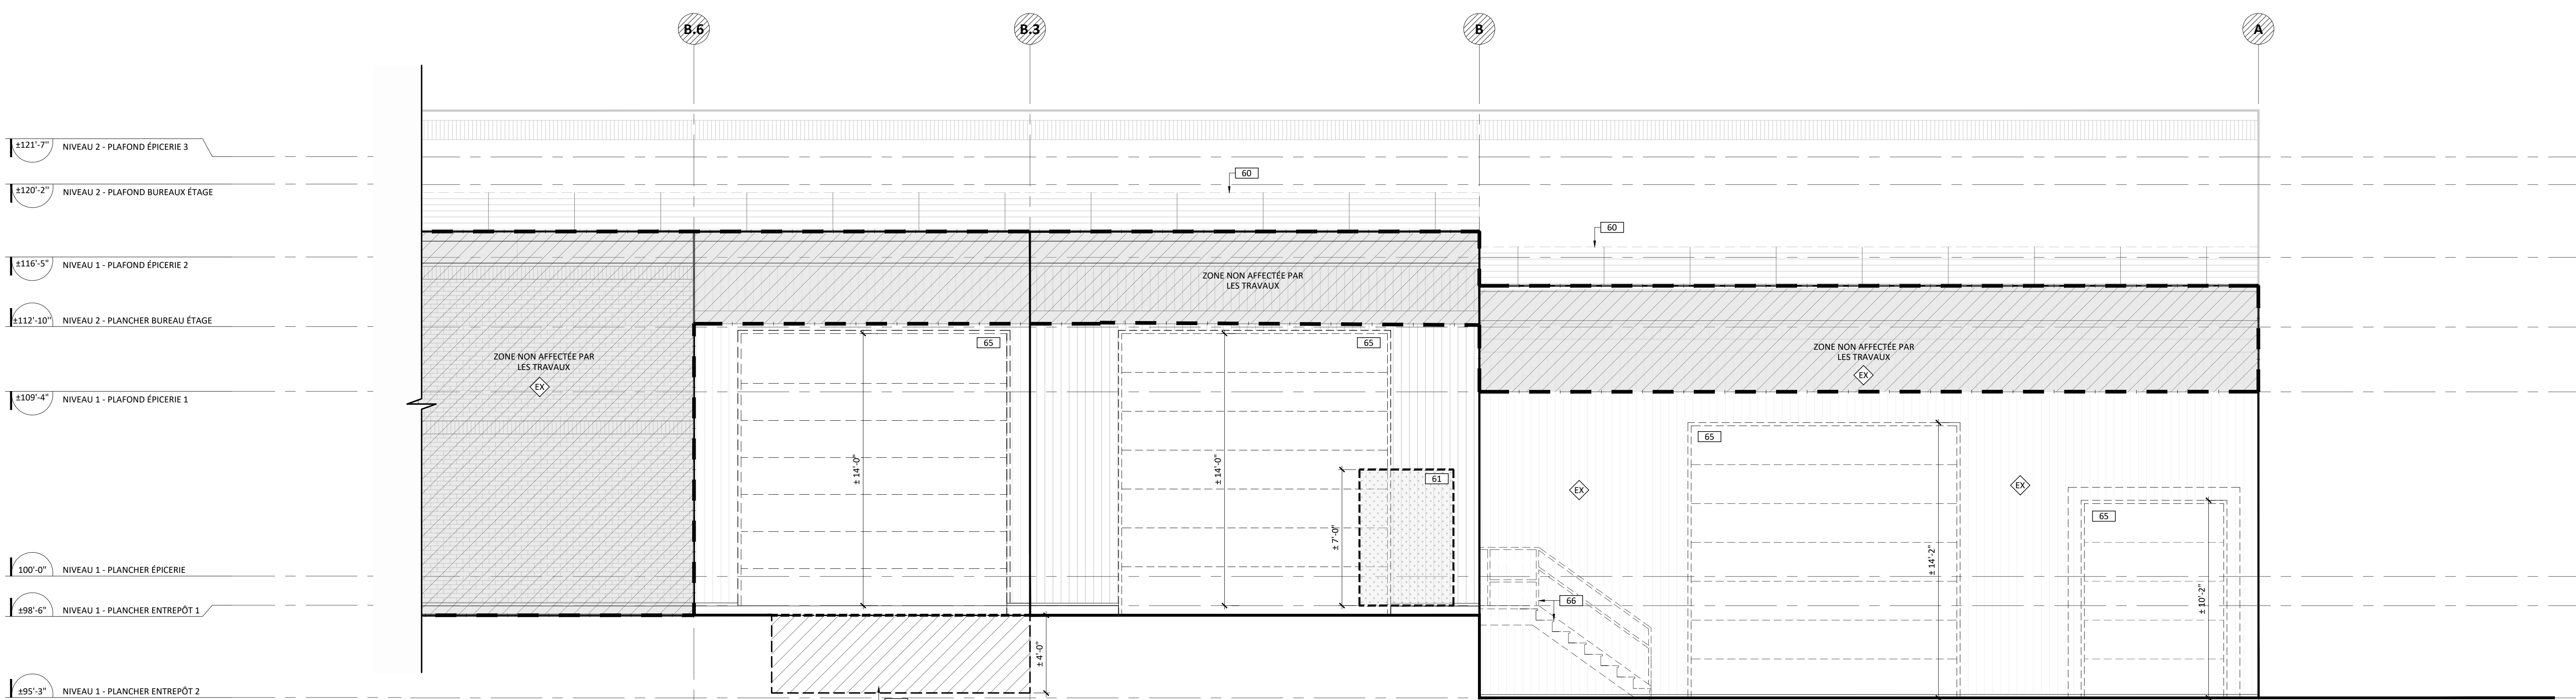 B.6
B.3
B
A
±121'-7"
NIVEAU 2 - PLAFOND ÉPICERIE 3
60
±120'-2"
NIVEAU 2 - PLAFOND BUREAUX ÉTAGE
60
±116'-5"
NIVEAU 1 - PLAFOND ÉPICERIE 2
ZONE NON AFFECTÉE PAR
LES TRAVAUX
±112'-10"
NIVEAU 2 - PLANCHER BUREAU ÉTAGE
65
65
ZONE NON AFFECTÉE PAR
LES TRAVAUX
EX
ZONE NON AFFECTÉE PAR
LES TRAVAUX
EX
±109'-4"
NIVEAU 1 - PLAFOND ÉPICERIE 1
65
± 14'-0"
± 14'-0"
61
EX
EX
65
± 7'-0"
± 14'-2"
100'-0"
NIVEAU 1 - PLANCHER ÉPICERIE
±98'-6"
NIVEAU 1 - PLANCHER ENTREPÔT 1
66
± 10'-2"
± 4'-0"
±95'-3"
NIVEAU 1 - PLANCHER ENTREPÔT 2